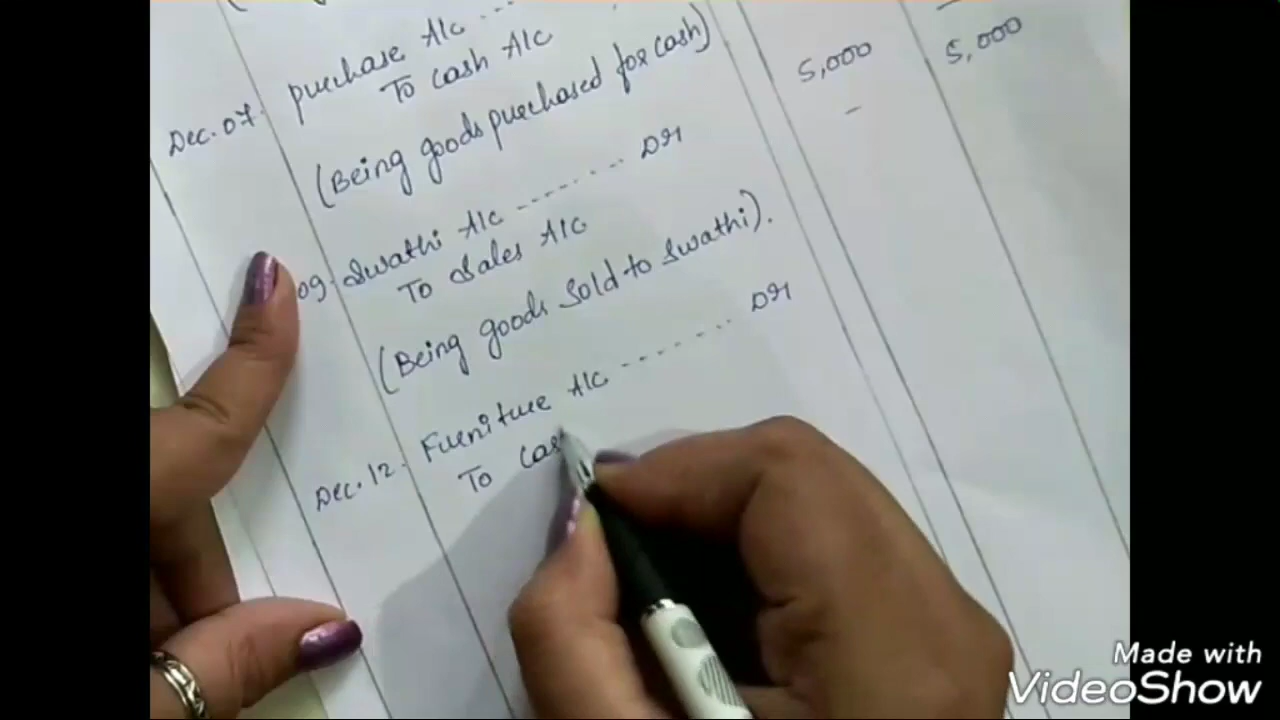 Dec. 07. purchase A/c ...
To cash A/c
(Being goods purchased for cash)
5,000
5,000
-
09. Swathi A/c -------- Dr
To Sales A/c
(Being goods Sold to Swathi).
Dec. 12. Furniture A/c -------- Dr
To Cas
Made with
VideoShow